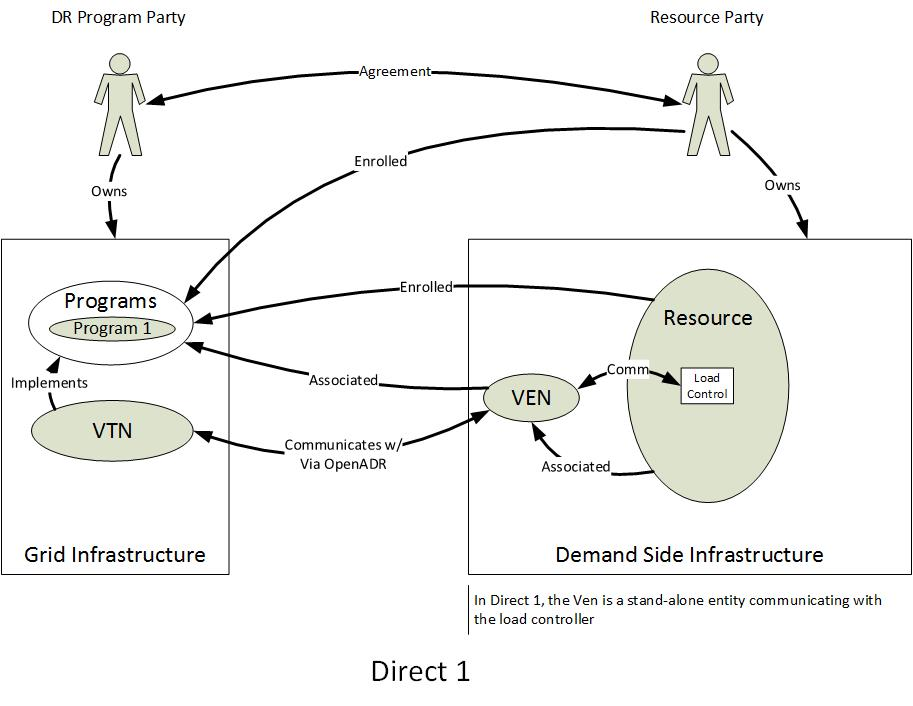 DR Program Party
Resource Party
Agreement
Enrolled
Owns
Owns
Programs
Program 1
Enrolled
Resource
Implements
Associated
Comm
Load
Control
VEN
VTN
Communicates w/
Via OpenADR
Associated
Grid Infrastructure
Demand Side Infrastructure
In Direct 1, the Ven is a stand-alone entity communicating with
the load controller
Direct 1